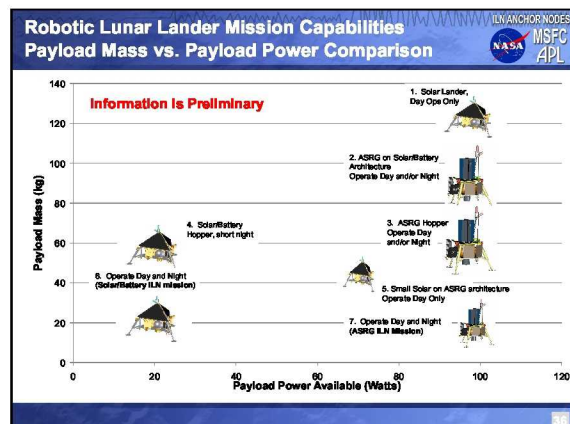 Robotic Lunar Lander Mission Capabilities
Payload Mass vs. Payload Power Comparison
ILN ANCHOR NODES
NASA
MSFC
APL
Information Is Preliminary
Payload Mass (kg)
140
120
100
80
60
40
20
0
1. Solar Lander,
Day Ops Only
2. ASRG on Solar/Battery
Architecture
Operate Day and/or Night
3. ASRG Hopper
Operate Day
and/or Night
4. Solar/Battery
Hopper, short night
6. Operate Day and Night
(Solar/Battery ILN mission)
5. Small Solar on ASRG architecture
Operate Day Only
7. Operate Day and Night
(ASRG ILN Mission)
0 20 40 60 80 100 120
Payload Power Available (Watts)
36